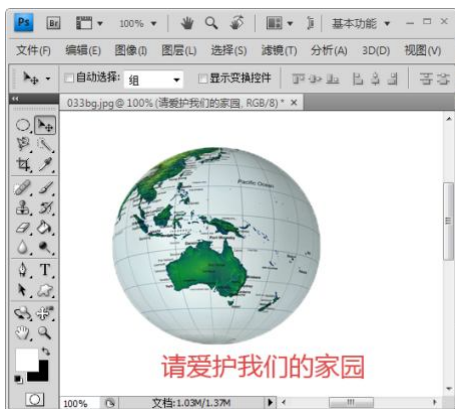 Ps Br 100% 基本功能
文件(F) 编辑(E) 图像(I) 图层(L) 选择(S) 滤镜(T) 分析(A) 3D(D) 视图(V)
自动选择: 组 显示变换控件
033bg.jpg @ 100% (请爱护我们的家园, RGB/8) * ×
Pacific Ocean
请爱护我们的家园
100% 文档:1.03M/1.37M